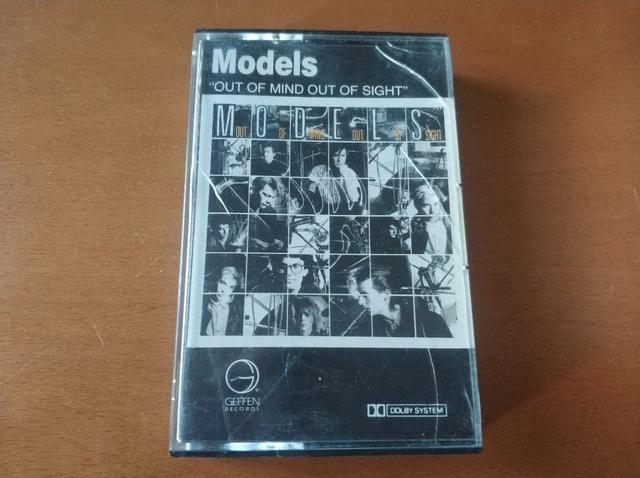 Models
"OUT OF MIND OUT OF SIGHT"
MODELS
OUT OF MIND OUT OF SIGHT
GEFFEN
RECORDS
DOLBY SYSTEM